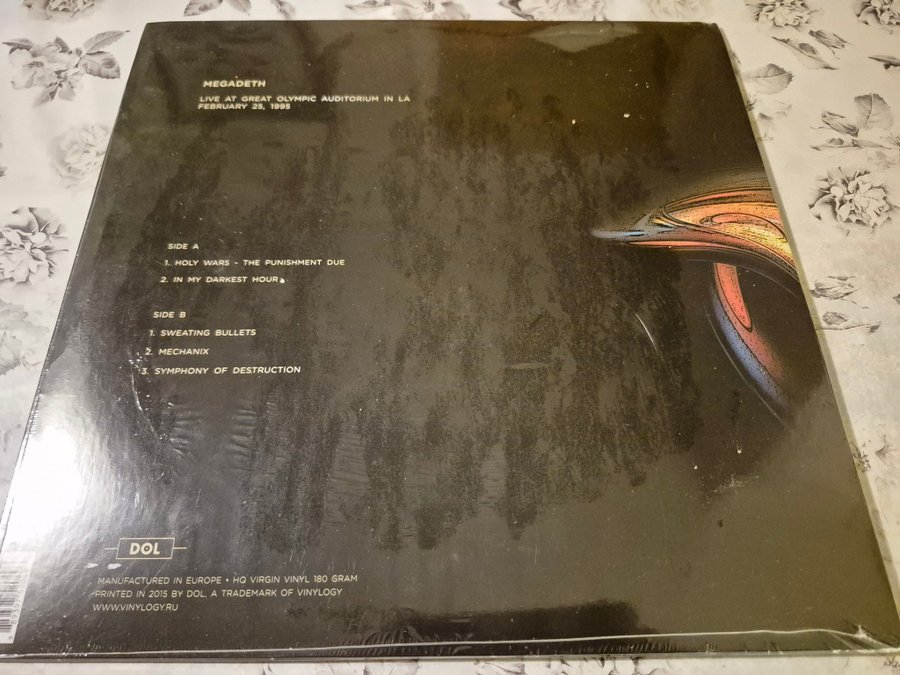 MEGADETH
LIVE AT GREAT OLYMPIC AUDITORIUM IN LA
FEBRUARY 25, 1995
SIDE A
1. HOLY WARS - THE PUNISHMENT DUE
2. IN MY DARKEST HOUR
SIDE B
1. SWEATING BULLETS
2. MECHANIX
3. SYMPHONY OF DESTRUCTION
DOL
MANUFACTURED IN EUROPE • HQ VIRGIN VINYL 180 GRAM
PRINTED IN 2015 BY DOL, A TRADEMARK OF VINYLOGY
WWW.VINYLOGY.RU